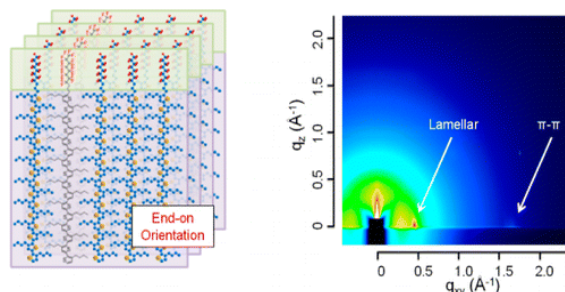 End-on
Orientation
Lamellar
π-π
q_z (Å⁻¹)
2.0
1.5
1.0
0.5
0
0 0.5 1.0 1.5 2.0
q_xy (Å⁻¹)